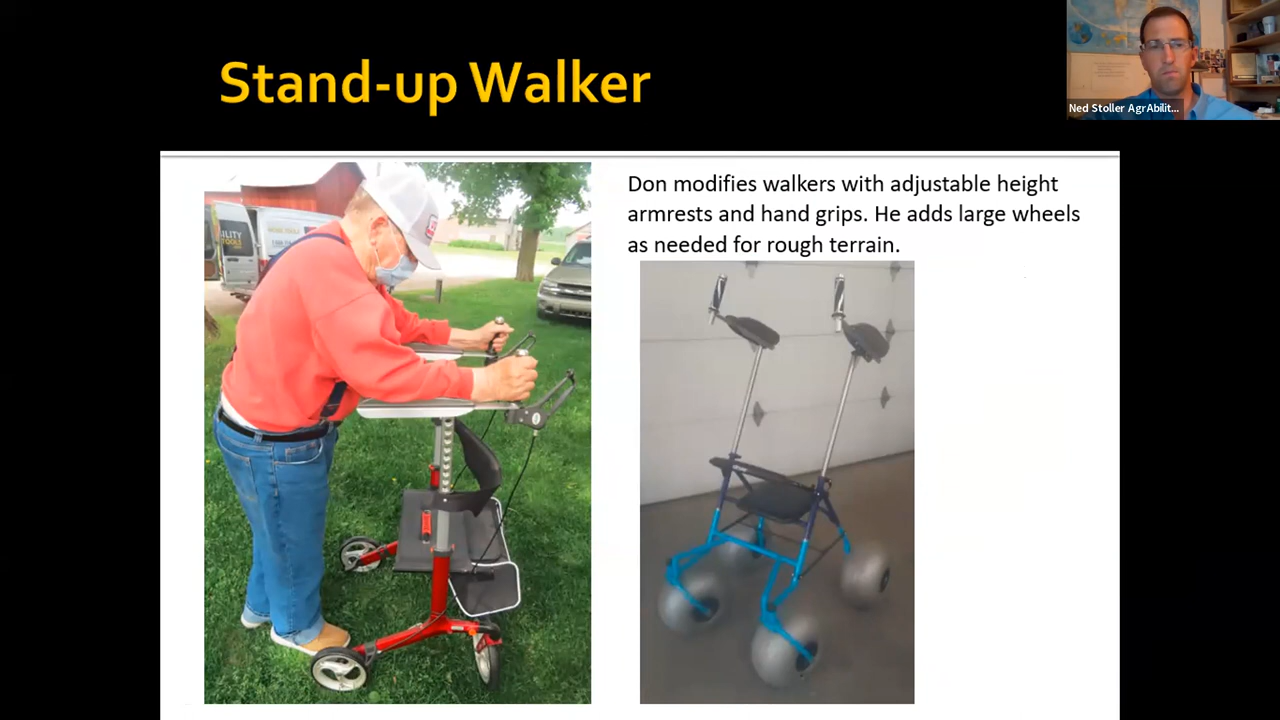 Stand-up Walker
Ned Stoller AgrAbilit...
Don modifies walkers with adjustable height
armrests and hand grips. He adds large wheels
as needed for rough terrain.